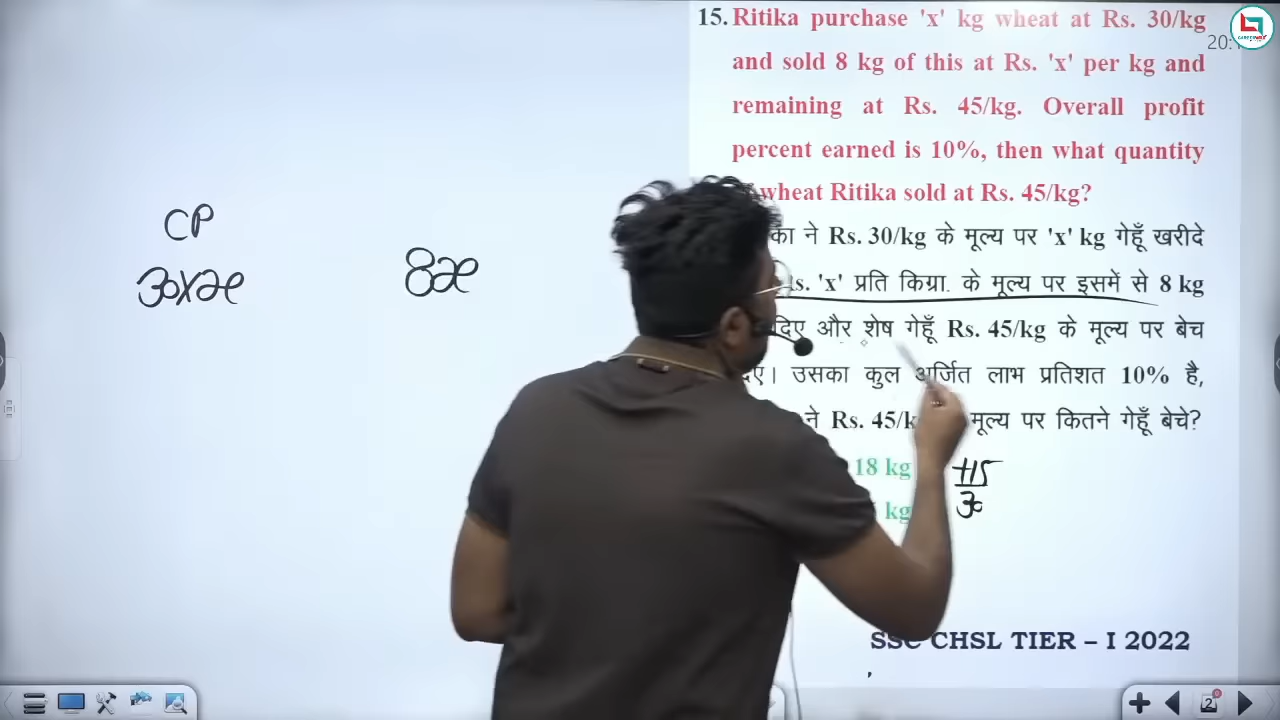 15. Ritika purchase 'x' kg wheat at Rs. 30/kg
and sold 8 kg of this at Rs. 'x' per kg and
remaining at Rs. 45/kg. Overall profit
percent earned is 10%, then what quantity
wheat Ritika sold at Rs. 45/kg?
का ने Rs. 30/kg के मूल्य पर 'x' kg गेहूँ खरीदे
'x' प्रति किग्रा. के मूल्य पर इसमें से 8 kg
दिए और शेष गेहूँ Rs. 45/kg के मूल्य पर बेच
उसका कुल अर्जित लाभ प्रतिशत 10% है,
ने Rs. 45/k मूल्य पर कितने गेहूँ बेचे?
18 kg
kg
+15
30
CP
30×x
8x
SSC CHSL TIER – I 2022
20:
2